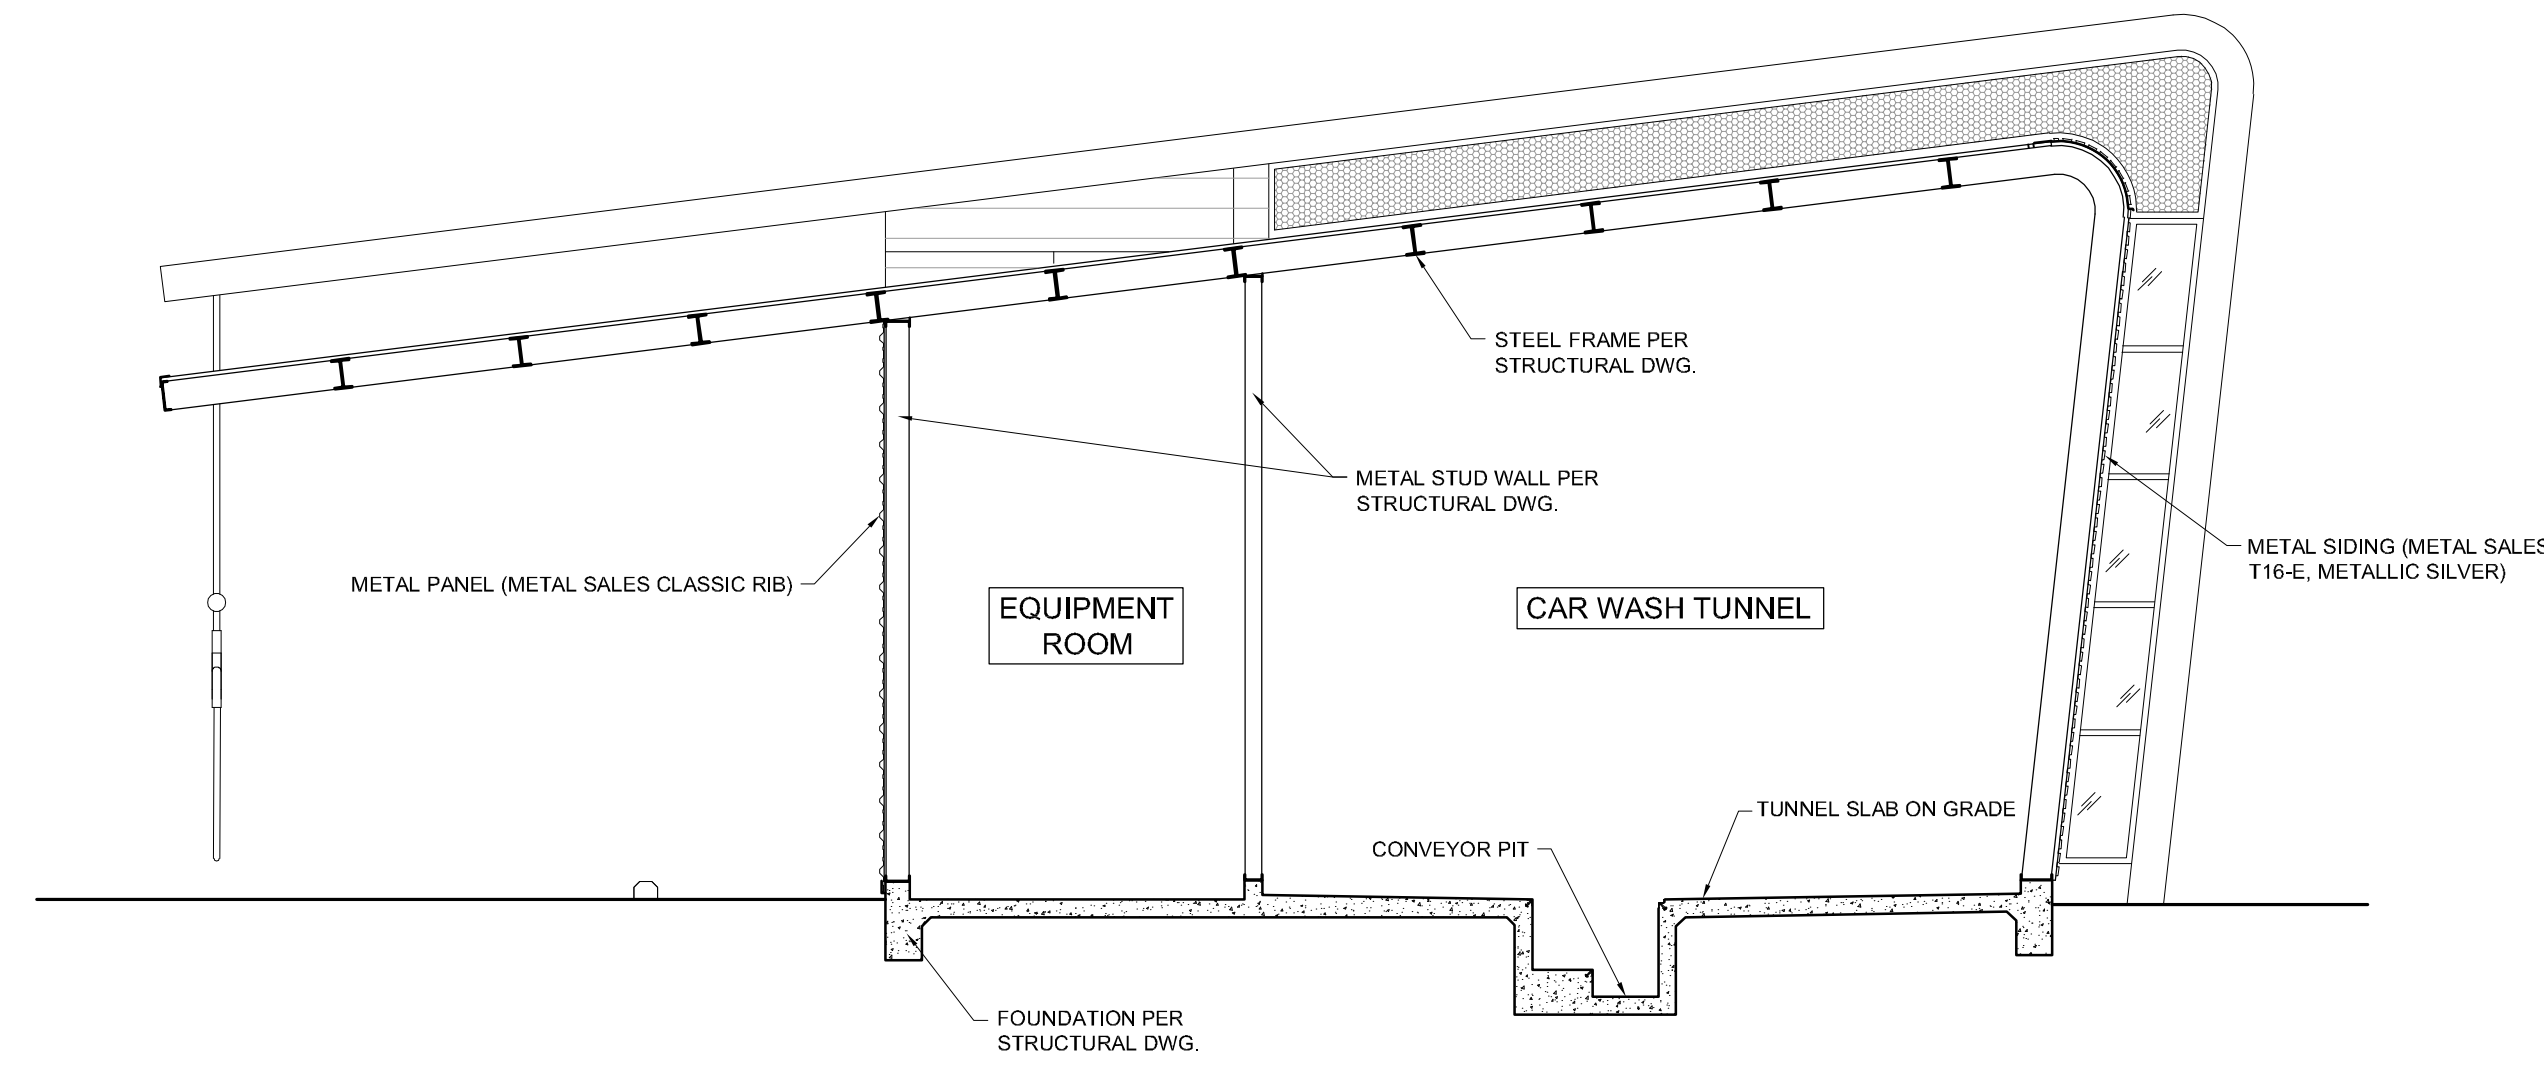 STEEL FRAME PER
STRUCTURAL DWG.
METAL STUD WALL PER
STRUCTURAL DWG.
METAL SIDING (METAL SALES
T16-E, METALLIC SILVER)
METAL PANEL (METAL SALES CLASSIC RIB)
EQUIPMENT
ROOM
CAR WASH TUNNEL
TUNNEL SLAB ON GRADE
CONVEYOR PIT
FOUNDATION PER
STRUCTURAL DWG.